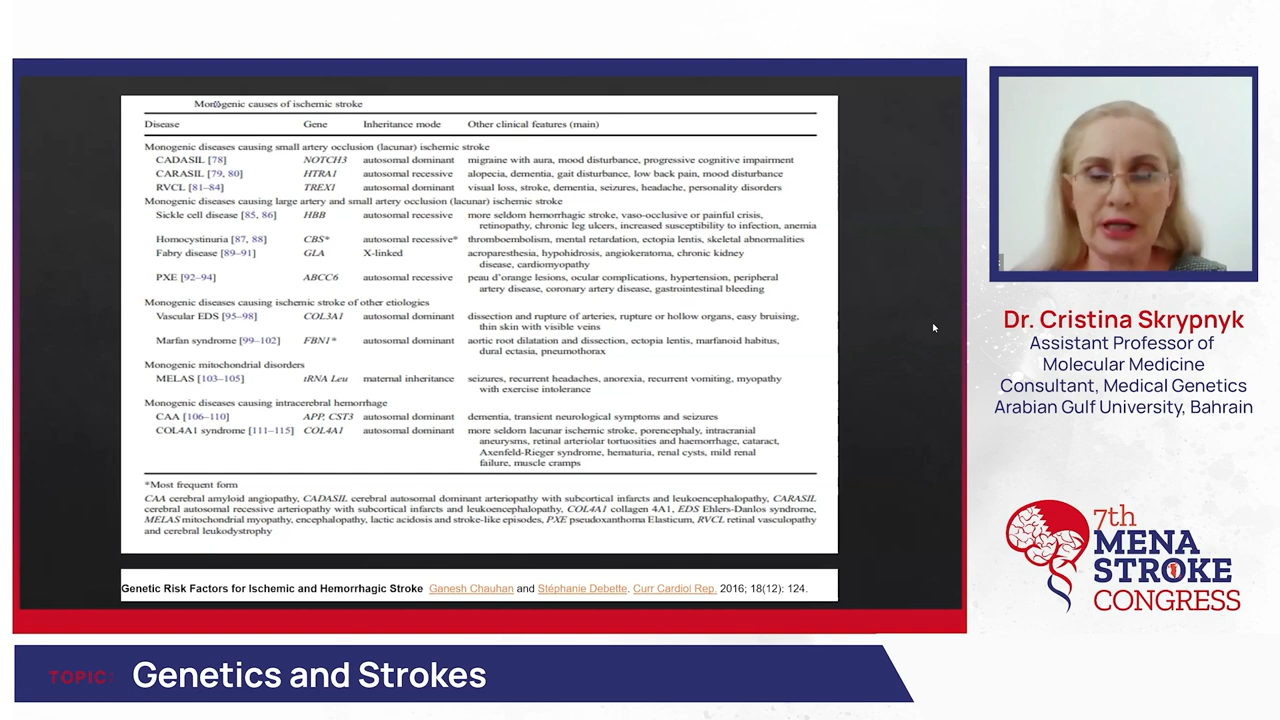 Monogenic causes of ischemic stroke
Disease Gene Inheritance mode Other clinical features (main)
Monogenic diseases causing small artery occlusion (lacunar) ischemic stroke
CADASIL [78] NOTCH3 autosomal dominant migraine with aura, mood disturbance, progressive cognitive impairment
CARASIL [79, 80] HTRA1 autosomal recessive alopecia, dementia, gait disturbance, low back pain, mood disturbance
RVCL [81–84] TREX1 autosomal dominant visual loss, stroke, dementia, seizures, headache, personality disorders
Monogenic diseases causing large artery and small artery occlusion (lacunar) ischemic stroke
Sickle cell disease [85, 86] HBB autosomal recessive more seldom hemorrhagic stroke, vaso-occlusive or painful crisis,
retinopathy, chronic leg ulcers, increased susceptibility to infection, anemia
Homocystinuria [87, 88] CBS* autosomal recessive* thromboembolism, mental retardation, ectopia lentis, skeletal abnormalities
Fabry disease [89–91] GLA X-linked acroparesthesia, hypohidrosis, angiokeratoma, chronic kidney
disease, cardiomyopathy
PXE [92–94] ABCC6 autosomal recessive peau d'orange lesions, ocular complications, hypertension, peripheral
artery disease, coronary artery disease, gastrointestinal bleeding
Monogenic diseases causing ischemic stroke of other etiologies
Vascular EDS [95–98] COL3A1 autosomal dominant dissection and rupture of arteries, rupture or hollow organs, easy bruising,
thin skin with visible veins
Marfan syndrome [99–102] FBN1* autosomal dominant aortic root dilatation and dissection, ectopia lentis, marfanoid habitus,
dural ectasia, pneumothorax
Monogenic mitochondrial disorders
MELAS [103–105] tRNA Leu maternal inheritance seizures, recurrent headaches, anorexia, recurrent vomiting, myopathy
with exercise intolerance
Monogenic diseases causing intracerebral hemorrhage
CAA [106–110] APP, CST3 autosomal dominant dementia, transient neurological symptoms and seizures
COL4A1 syndrome [111–115] COL4A1 autosomal dominant more seldom lacunar ischemic stroke, porencephaly, intracranial
aneurysms, retinal arteriolar tortuosities and haemorrhage, cataract,
Axenfeld-Rieger syndrome, hematuria, renal cysts, mild renal
failure, muscle cramps
*Most frequent form
CAA cerebral amyloid angiopathy, CADASIL cerebral autosomal dominant arteriopathy with subcortical infarcts and leukoencephalopathy, CARASIL
cerebral autosomal recessive arteriopathy with subcortical infarcts and leukoencephalopathy, COL4A1 collagen 4A1, EDS Ehlers-Danlos syndrome,
MELAS mitochondrial myopathy, encephalopathy, lactic acidosis and stroke-like episodes, PXE pseudoxanthoma Elasticum, RVCL retinal vasculopathy
and cerebral leukodystrophy
Genetic Risk Factors for Ischemic and Hemorrhagic Stroke Ganesh Chauhan and Stéphanie Debette. Curr Cardiol Rep. 2016; 18(12): 124.
Dr. Cristina Skrypnyk
Assistant Professor of
Molecular Medicine
Consultant, Medical Genetics
Arabian Gulf University, Bahrain
7th
MENA
STROKE
CONGRESS
TOPIC: Genetics and Strokes